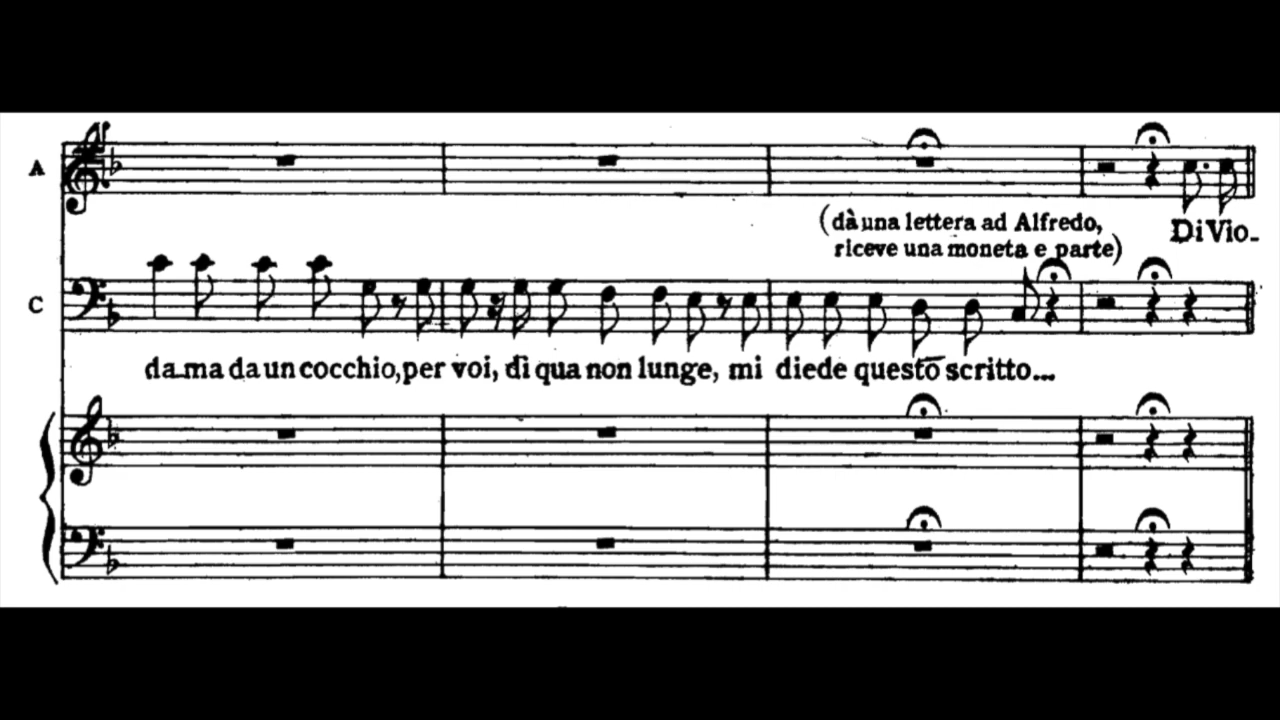 A
(dà una lettera ad Alfredo,
riceve una moneta e parte)
Di Vio-
C
da-ma da un cocchio, per voi, di qua non lunge, mi diede questo scritto...